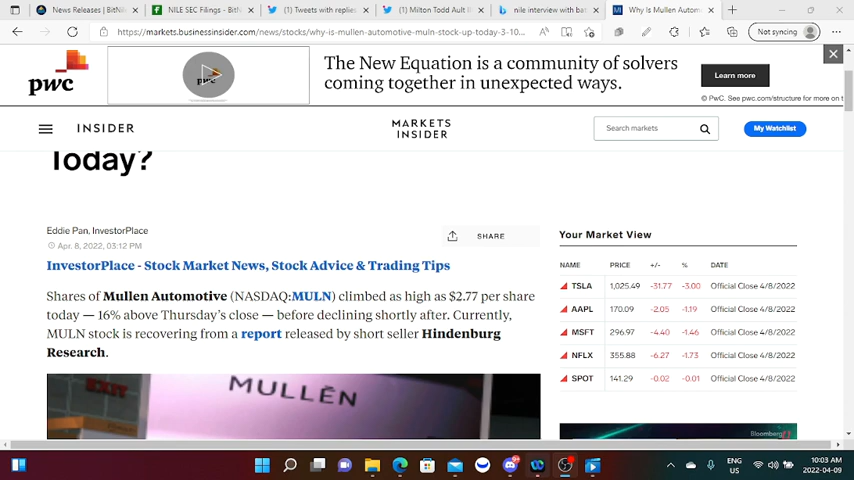 News Releases | BitNi
NILE SEC Filings - BitN
(1) Tweets with replies
(1) Milton Todd Ault
nile interview with ba
Why Is Mullen Autom
https://markets.businessinsider.com/news/stocks/why-is-mullen-automotive-muln-stock-up-today-3-10...
Not syncing
pwc
The New Equation is a community of solvers
coming together in unexpected ways.
Learn more
© PwC. See pwc.com/structure for more on t
INSIDER
MARKETS
INSIDER
Search markets
My Watchlist
Today?
Eddie Pan, InvestorPlace
Apr. 8, 2022, 03:12 PM
SHARE
InvestorPlace - Stock Market News, Stock Advice & Trading Tips
Shares of Mullen Automotive (NASDAQ:MULN) climbed as high as $2.77 per share
today — 16% above Thursday's close — before declining shortly after. Currently,
MULN stock is recovering from a report released by short seller Hindenburg
Research.
EXIT
MULLEN
Your Market View
NAME PRICE +/- % DATE
TSLA 1,025.49 -31.77 -3.00 Official Close 4/8/2022
AAPL 170.09 -2.05 -1.19 Official Close 4/8/2022
MSFT 296.97 -4.40 -1.46 Official Close 4/8/2022
NFLX 355.88 -6.27 -1.73 Official Close 4/8/2022
SPOT 141.29 -0.02 -0.01 Official Close 4/8/2022
Bloomberg
ENG
US
10:03 AM
2022-04-09